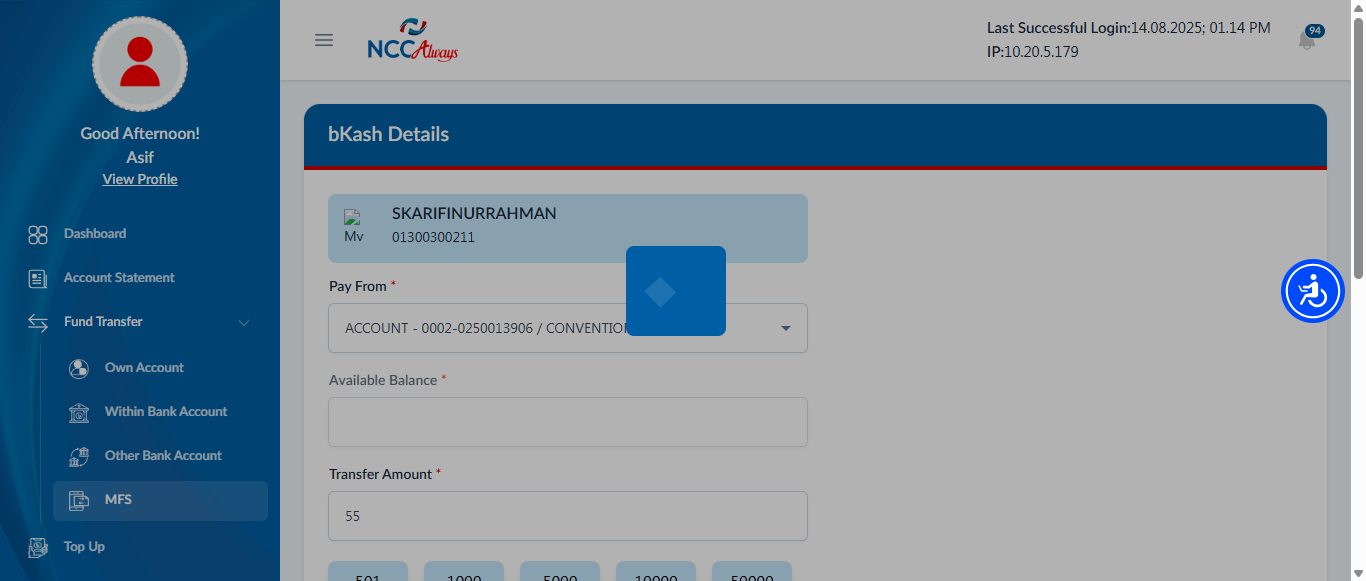 Good Afternoon!
Asif
View Profile
Dashboard
Account Statement
Fund Transfer
Own Account
Within Bank Account
Other Bank Account
MFS
Top Up
NCC Always
Last Successful Login:14.08.2025; 01.14 PM
IP:10.20.5.179
94
bKash Details
SKARIFINURRAHMAN
Mv
01300300211
Pay From *
ACCOUNT - 0002-0250013906 / CONVENTIO
Available Balance *
Transfer Amount *
55
501 1000 5000 10000 50000